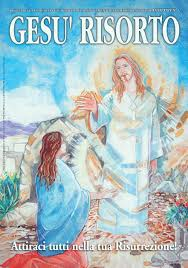 GESU' RISORTO
Attiraci tutti nella tua Risurrezione!